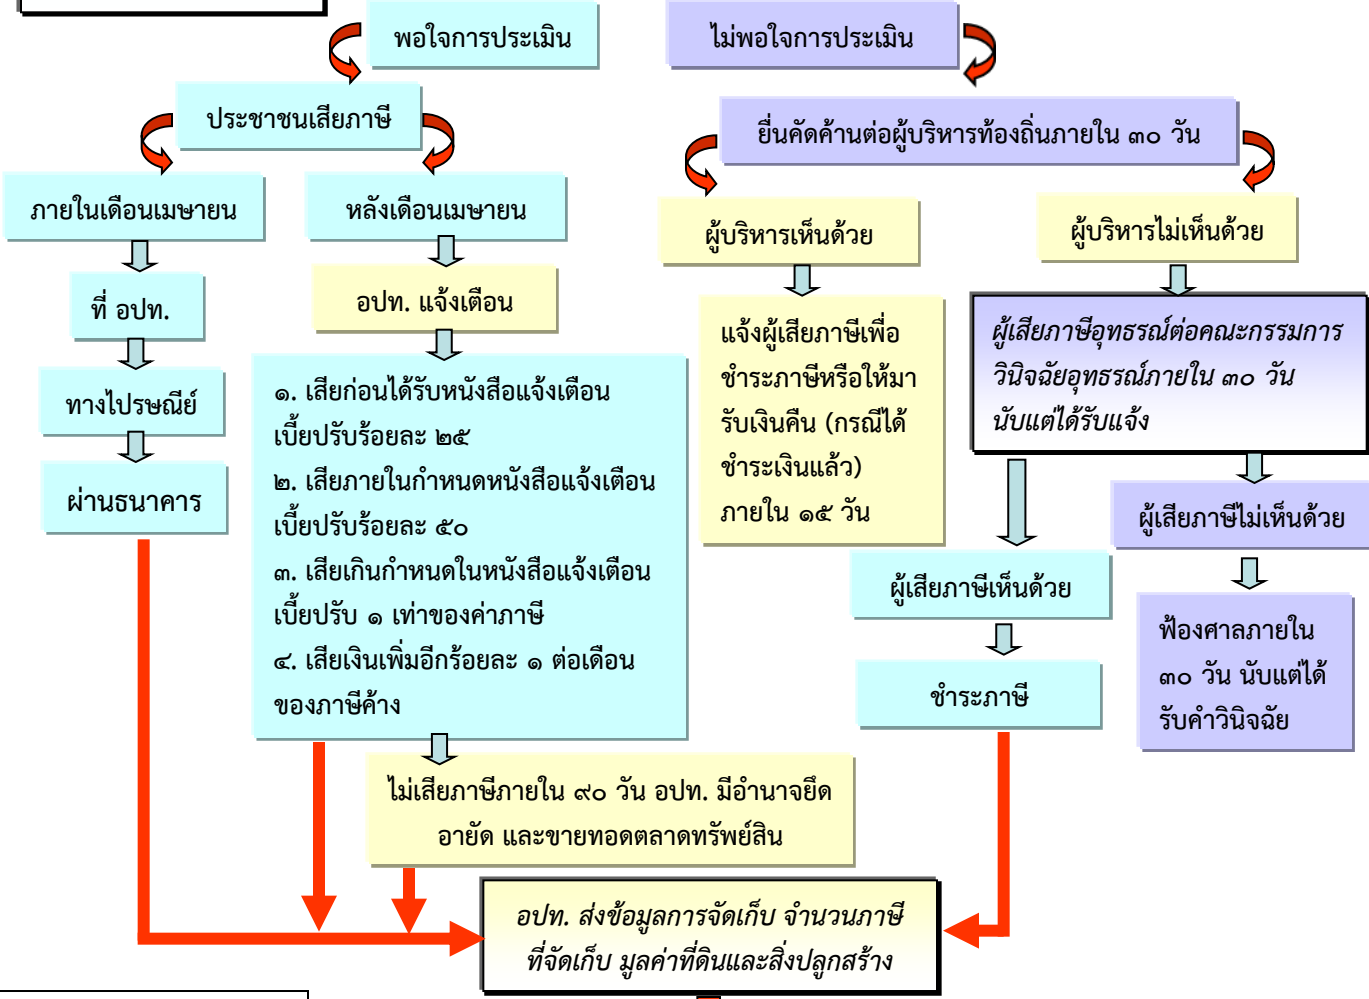 พอใจการประเมิน
ไม่พอใจการประเมิน
ประชาชนเสียภาษี
ยื่นคัดค้านต่อผู้บริหารท้องถิ่นภายใน ๓๐ วัน
ภายในเดือนเมษายน
หลังเดือนเมษายน
ผู้บริหารเห็นด้วย
ผู้บริหารไม่เห็นด้วย
ที่ อปท.
อปท. แจ้งเตือน
แจ้งผู้เสียภาษีเพื่อ
ชำระภาษีหรือให้มา
รับเงินคืน (กรณีได้
ชำระเงินแล้ว)
ภายใน ๑๕ วัน
ผู้เสียภาษีอุทธรณ์ต่อคณะกรรมการ
วินิจฉัยอุทธรณ์ภายใน ๓๐ วัน
นับแต่ได้รับแจ้ง
ทางไปรษณีย์
ผ่านธนาคาร
๑. เสียก่อนได้รับหนังสือแจ้งเตือน
เบี้ยปรับร้อยละ ๒๕
๒. เสียภายในกำหนดหนังสือแจ้งเตือน
เบี้ยปรับร้อยละ ๕๐
๓. เสียเกินกำหนดในหนังสือแจ้งเตือน
เบี้ยปรับ ๑ เท่าของค่าภาษี
๔. เสียเงินเพิ่มอีกร้อยละ ๑ ต่อเดือน
ของภาษีค้าง
ผู้เสียภาษีไม่เห็นด้วย
ผู้เสียภาษีเห็นด้วย
ฟ้องศาลภายใน
๓๐ วัน นับแต่ได้
รับคำวินิจฉัย
ชำระภาษี
ไม่เสียภาษีภายใน ๙๐ วัน อปท. มีอำนาจยึด
อายัด และขายทอดตลาดทรัพย์สิน
อปท. ส่งข้อมูลการจัดเก็บ จำนวนภาษี
ที่จัดเก็บ มูลค่าที่ดินและสิ่งปลูกสร้าง